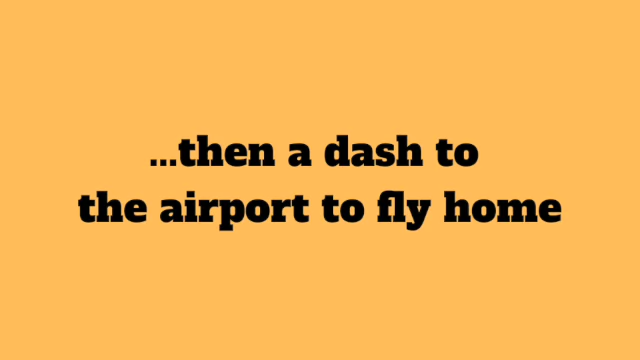 ...then a dash to
the airport to fly home